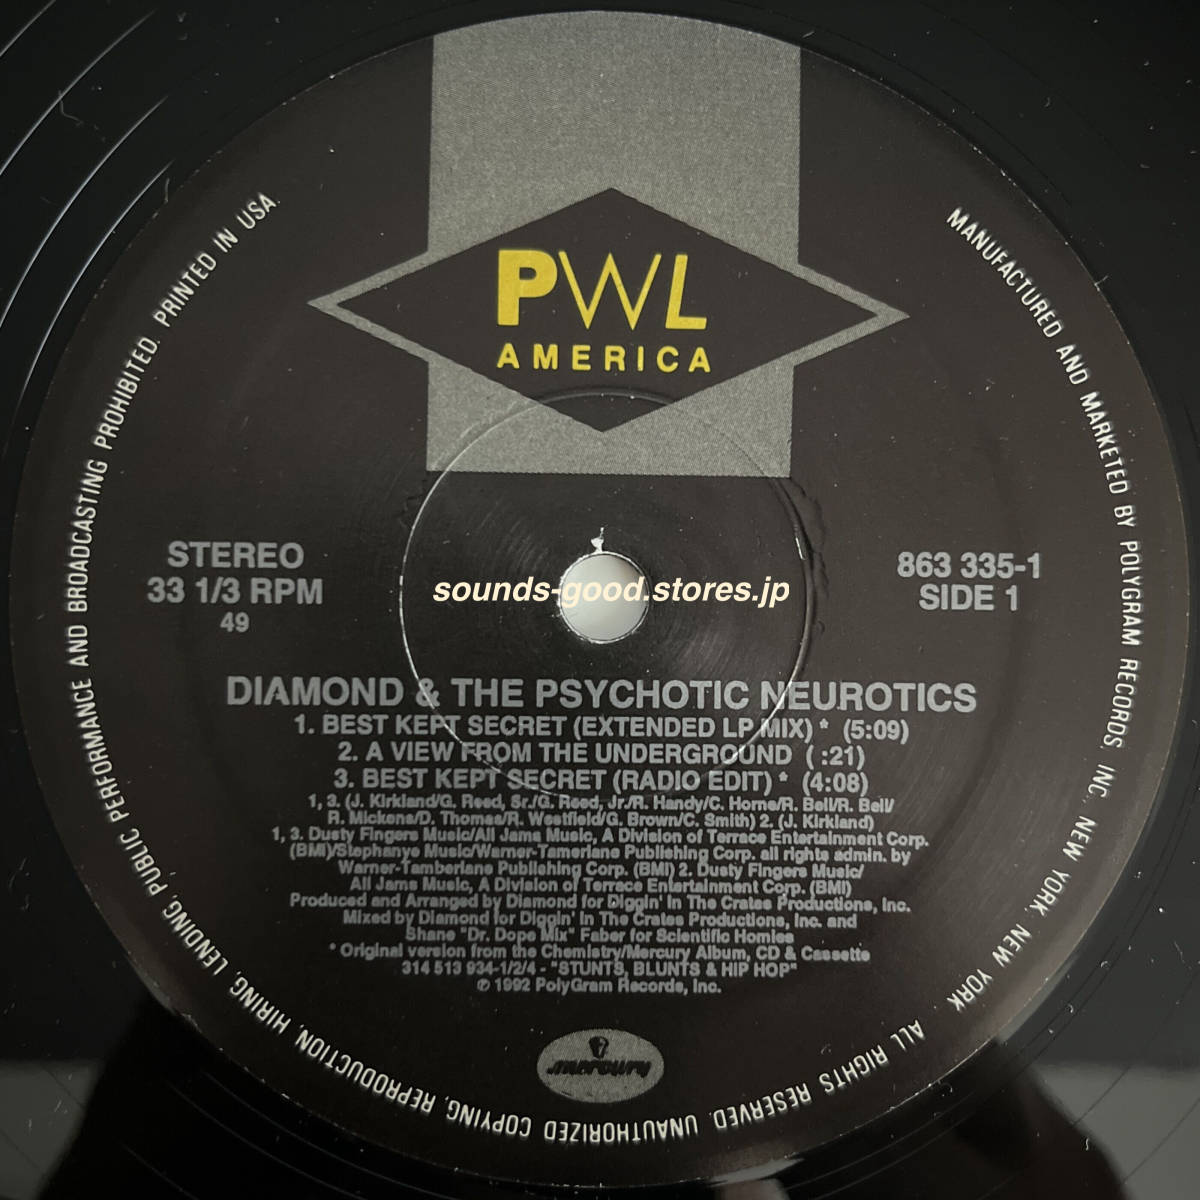 PWL
AMERICA
MANUFACTURED AND MARKETED BY POLYGRAM RECORDS, INC., NEW YORK, NEW YORK. ALL RIGHTS RESERVED. UNAUTHORIZED COPYING, REPRODUCTION, HIRING, LENDING, PUBLIC PERFORMANCE AND BROADCASTING PROHIBITED. PRINTED IN USA.
STEREO
33 1/3 RPM
49
863 335-1
SIDE 1
sounds-good.stores.jp
DIAMOND & THE PSYCHOTIC NEUROTICS
1. BEST KEPT SECRET (EXTENDED LP MIX) * (5:09)
2. A VIEW FROM THE UNDERGROUND ( :21)
3. BEST KEPT SECRET (RADIO EDIT) * (4:08)
1, 3. (J. Kirkland/G. Reed, Sr./G. Reed, Jr./R. Handy/C. Horne/R. Bell/R. Bell/
R. Mickens/D. Thomas/R. Westfield/G. Brown/C. Smith) 2. (J. Kirkland)
1, 3. Dusty Fingers Music/All Jams Music, A Division of Terrace Entertainment Corp.
(BMI)/Stephanye Music/Warner-Tamerlane Publishing Corp. all rights admin. by
Warner-Tamberlane Publishing Corp. (BMI) 2. Dusty Fingers Music/
All Jams Music, A Division of Terrace Entertainment Corp. (BMI)
Produced and Arranged by Diamond for Diggin' In The Crates Productions, Inc.
Mixed by Diamond for Diggin' In The Crates Productions, Inc. and
Shane "Dr. Dope Mix" Faber for Scientific Homies
* Original version from the Chemistry/Mercury Album, CD & Cassette
314 513 934-1/2/4 - "STUNTS, BLUNTS & HIP HOP"
℗ 1992 PolyGram Records, Inc.
mercury